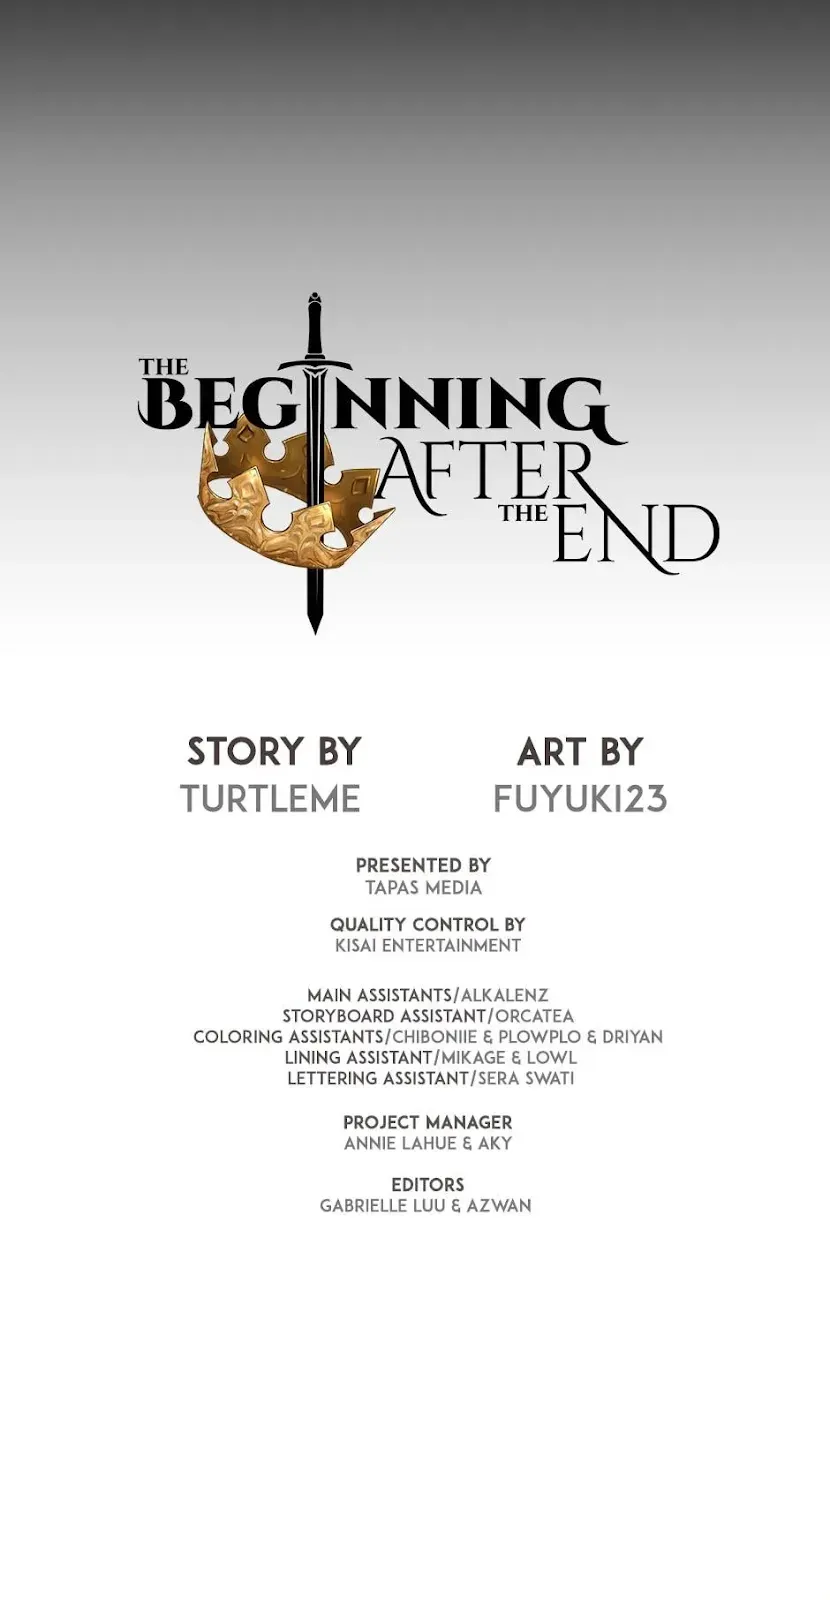 THE
BEGINNING
AFTER
THE END
STORY BY
TURTLEME
ART BY
FUYUKI23
PRESENTED BY
TAPAS MEDIA
QUALITY CONTROL BY
KISAI ENTERTAINMENT
MAIN ASSISTANTS/ALKALENZ
STORYBOARD ASSISTANT/ORCATEA
COLORING ASSISTANTS/CHIBONIIE & PLOWPLO & DRIYAN
LINING ASSISTANT/MIKAGE & LOWL
LETTERING ASSISTANT/SERA SWATI
PROJECT MANAGER
ANNIE LAHUE & AKY
EDITORS
GABRIELLE LUU & AZWAN